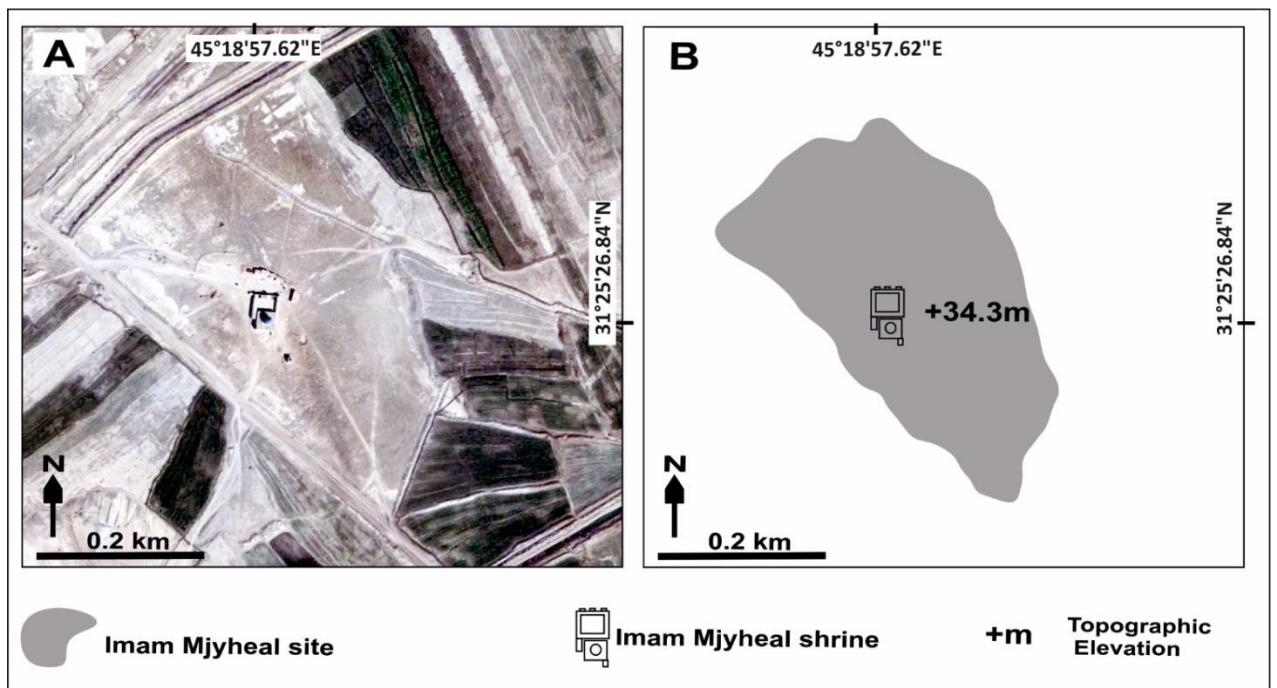 A
45°18'57.62"E
31°25'26.84"N
N
0.2 km
B
45°18'57.62"E
31°25'26.84"N
+34.3m
N
0.2 km
Imam Mjyheal site
Imam Mjyheal shrine
+m
Topographic
Elevation